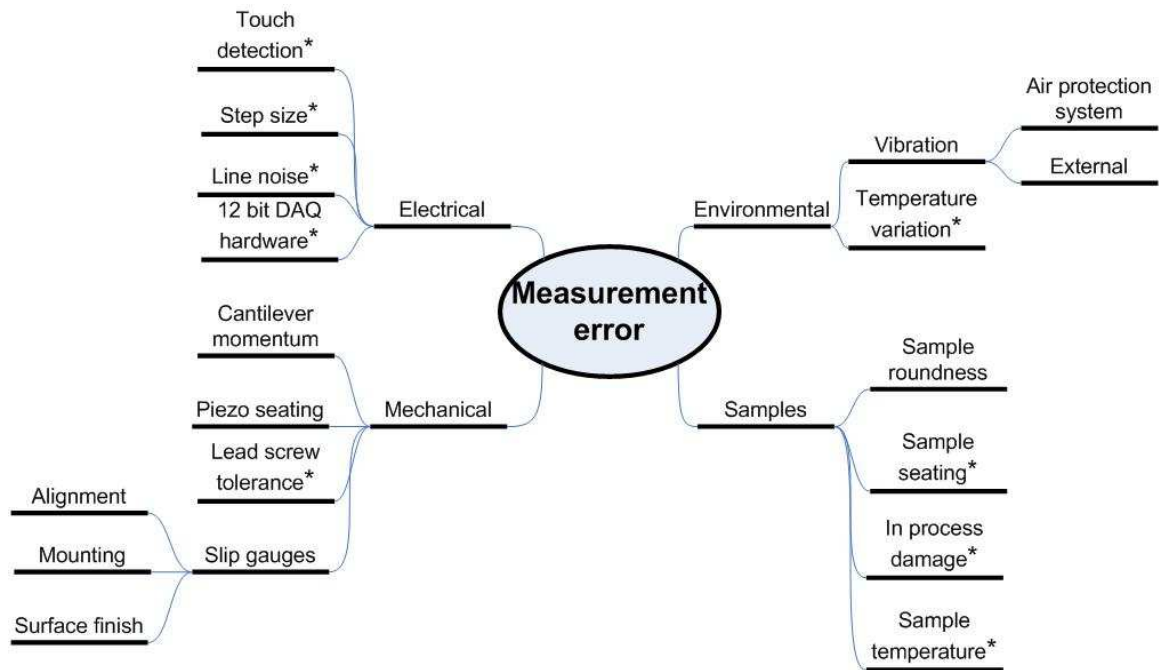 Touch
detection*
Step size*
Line noise*
12 bit DAQ
hardware*
Electrical
Cantilever
momentum
Piezo seating
Lead screw
tolerance*
Mechanical
Alignment
Mounting
Surface finish
Slip gauges
Measurement
error
Environmental
Vibration
Air protection
system
External
Temperature
variation*
Samples
Sample
roundness
Sample
seating*
In process
damage*
Sample
temperature*